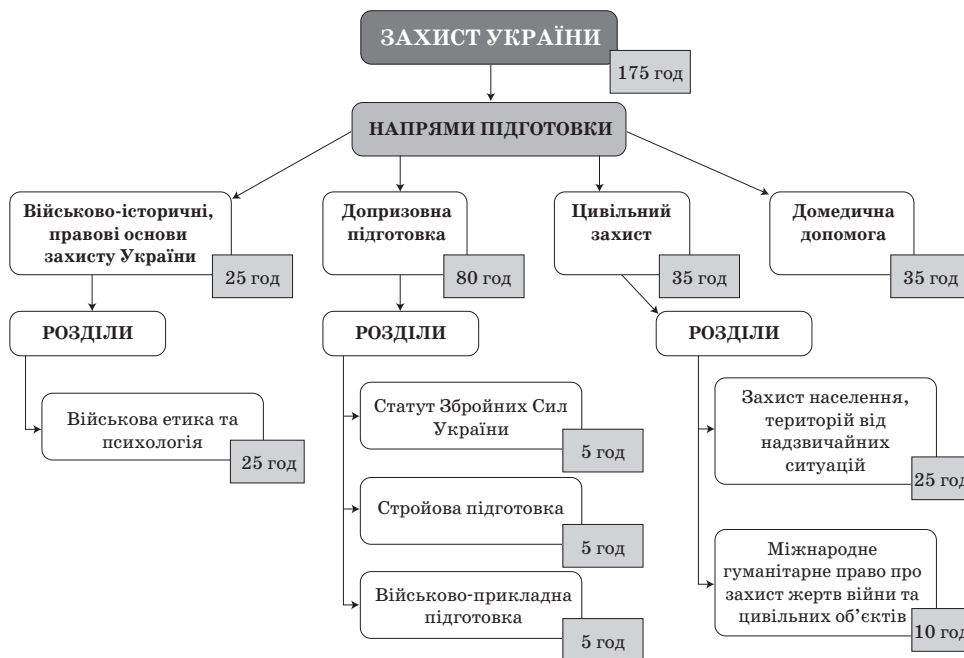 ЗАХИСТ УКРАЇНИ
175 год
НАПРЯМИ ПІДГОТОВКИ
Військово-історичні,
правові основи
захисту України
25 год
Допризовна
підготовка
80 год
Цивільний
захист
35 год
Домедична
допомога
35 год
РОЗДІЛИ
Військова етика та
психологія
25 год
РОЗДІЛИ
Статут Збройних Сил
України
5 год
Стройова підготовка
5 год
Військово-прикладна
підготовка
5 год
РОЗДІЛИ
Захист населення,
територій від
надзвичайних
ситуацій
25 год
Міжнародне
гуманітарне право про
захист жертв війни та
цивільних об’єктів
10 год